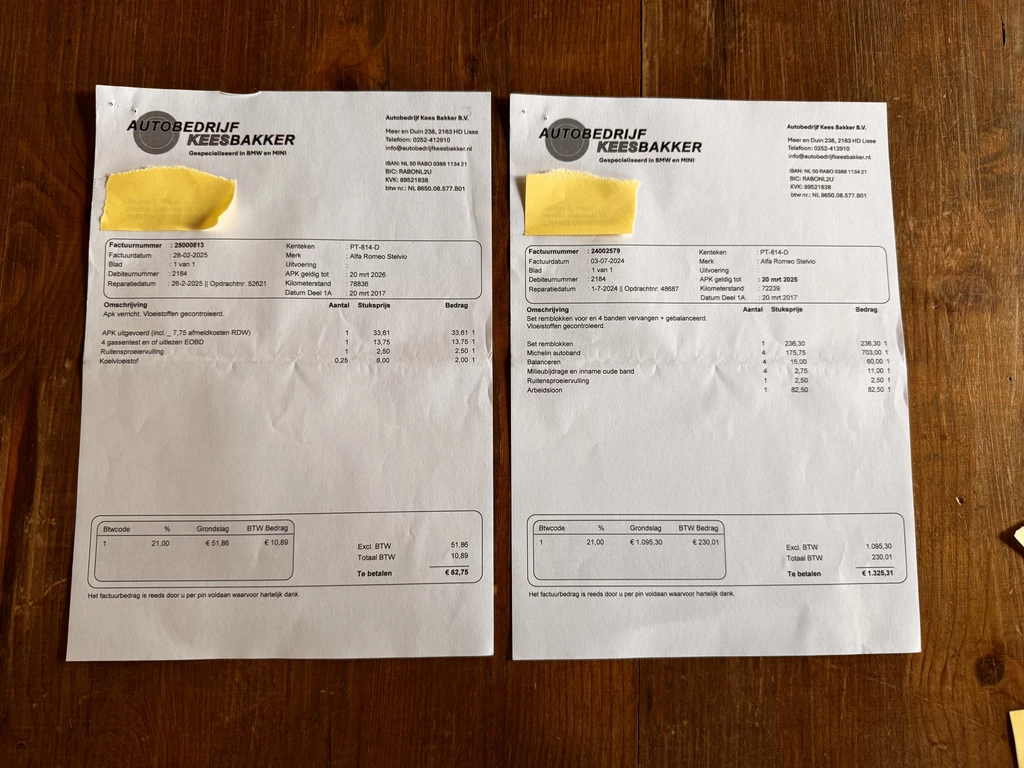 AUTOBEDRIJF
KEESBAKKER
Gespecialiseerd in BMW en MINI
Autobedrijf Kees Bakker B.V.
Meer en Duin 238, 2163 HD Lisse
Telefoon: 0252-412910
info@autobedrijfkeesbakker.nl
IBAN: NL 50 RABO 0388 1134 21
BIC: RABONL2U
KVK: 89521838
btw nr.: NL 8650.08.577.B01
Factuurnummer : 25000813 Kenteken : PT-814-D
Factuurdatum : 28-02-2025 Merk : Alfa Romeo Stelvio
Blad : 1 van 1 Uitvoering :
Debiteurnummer : 2184 APK geldig tot : 20 mrt 2026
Reparatiedatum : 26-2-2025 || Opdrachtnr: 52621 Kilometerstand : 78836
Datum Deel 1A : 20 mrt 2017
Omschrijving Aantal Stuksprijs Bedrag
Apk verricht. Vloeistoffen gecontroleerd.
APK uitgevoerd (incl. _ 7,75 afmeldkosten RDW) 1 33,61 33,61 1
4 gassentest en of uitlezen EOBD 1 13,75 13,75 1
Ruitensproeiervulling 1 2,50 2,50 1
Koelvloeistof 0,25 8,00 2,00 1
Btwcode % Grondslag BTW Bedrag
1 21,00 € 51,86 € 10,89
Excl. BTW 51,86
Totaal BTW 10,89
Te betalen € 62,75
Het factuurbedrag is reeds door u per pin voldaan waarvoor hartelijk dank.
AUTOBEDRIJF
KEESBAKKER
Gespecialiseerd in BMW en MINI
Autobedrijf Kees Bakker B.V.
Meer en Duin 238, 2163 HD Lisse
Telefoon: 0252-412910
info@autobedrijfkeesbakker.nl
IBAN: NL 50 RABO 0388 1134 21
BIC: RABONL2U
KVK: 89521838
btw nr.: NL 8650.08.577.B01
Factuurnummer : 24002579 Kenteken : PT-814-D
Factuurdatum : 03-07-2024 Merk : Alfa Romeo Stelvio
Blad : 1 van 1 Uitvoering :
Debiteurnummer : 2184 APK geldig tot : 20 mrt 2025
Reparatiedatum : 1-7-2024 || Opdrachtnr: 48687 Kilometerstand : 72239
Datum Deel 1A : 20 mrt 2017
Omschrijving Aantal Stuksprijs Bedrag
Set remblokken voor en 4 banden vervangen + gebalanceerd.
Vloeistoffen gecontroleerd.
Set remblokken 1 236,30 236,30 1
Michelin autoband 4 175,75 703,00 1
Balanceren 4 15,00 60,00 1
Milieubijdrage en inname oude band 4 2,75 11,00 1
Ruitensproeiervulling 1 2,50 2,50 1
Arbeidsloon 1 82,50 82,50 1
Btwcode % Grondslag BTW Bedrag
1 21,00 € 1.095,30 € 230,01
Excl. BTW 1.095,30
Totaal BTW 230,01
Te betalen € 1.325,31
Het factuurbedrag is reeds door u per pin voldaan waarvoor hartelijk dank.